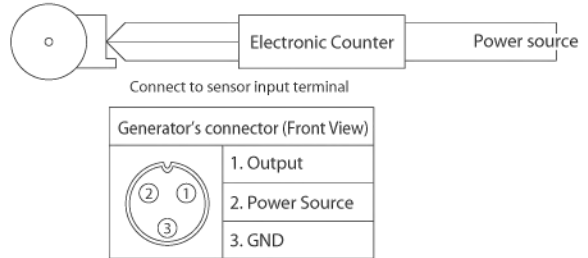 Electronic Counter
Power source
Connect to sensor input terminal
Generator's connector (Front View)
2 1
3
1. Output
2. Power Source
3. GND